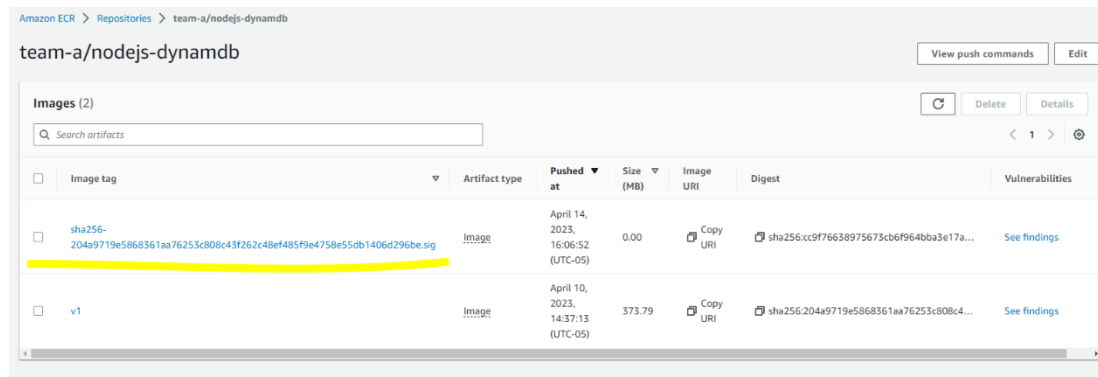 Amazon ECR > Repositories > team-a/nodejs-dynamdb
team-a/nodejs-dynamdb
View push commands
Edit
Images (2)
Delete
Details
Search artifacts
1
Image tag
Artifact type
Pushed at
Size (MB)
Image URI
Digest
Vulnerabilities
sha256-
204a9719e5868361aa76253c808c43f262c48ef485f9e4758e55db1406d296be.sig
Image
April 14,
2023,
16:06:52
(UTC-05)
0.00
Copy
URI
sha256:cc9f76638975673cb6f964bba3e17a...
See findings
v1
Image
April 10,
2023,
14:37:13
(UTC-05)
373.79
Copy
URI
sha256:204a9719e5868361aa76253c808c4...
See findings